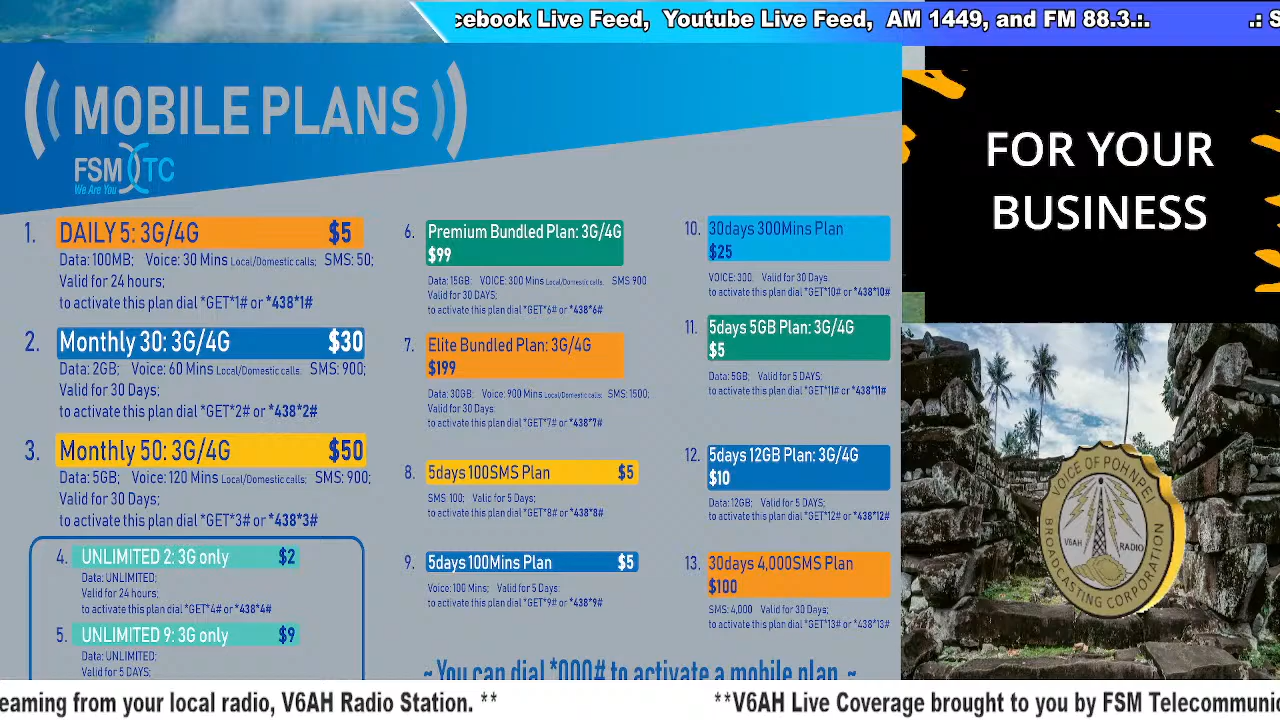 cebook Live Feed, Youtube Live Feed, AM 1449, and FM 88.3.:.
.: S
MOBILE PLANS
FSMTC
We Are You
1. DAILY 5: 3G/4G $5
Data: 100MB; Voice: 30 Mins Local/Domestic calls; SMS: 50;
Valid for 24 hours;
to activate this plan dial *GET*1# or *438*1#
2. Monthly 30: 3G/4G $30
Data: 2GB; Voice: 60 Mins Local/Domestic calls. SMS: 900;
Valid for 30 Days:
to activate this plan dial *GET*2# or *438*2#
3. Monthly 50: 3G/4G $50
Data: 5GB; Voice: 120 Mins Local/Domestic calls; SMS: 900;
Valid for 30 Days;
to activate this plan dial *GET*3# or *438*3#
4. UNLIMITED 2: 3G only $2
Data: UNLIMITED;
Valid for 24 hours;
to activate this plan dial *GET*4# or *438*4#
5. UNLIMITED 9: 3G only $9
Data: UNLIMITED;
Valid for 5 DAYS;
6. Premium Bundled Plan: 3G/4G
$99
Data: 15GB; VOICE: 300 Mins Local/Domestic calls. SMS 900
Valid for 30 DAYS;
to activate this plan dial *GET*6# or *438*6#
7. Elite Bundled Plan: 3G/4G
$199
Data: 30GB; Voice: 900 Mins Local/Domestic calls; SMS: 1500;
Valid for 30 Days:
to activate this plan dial *GET*7# or *438*7#
8. 5days 100SMS Plan $5
SMS 100; Valid for 5 Days;
to activate this plan dial *GET*8# or *438*8#
9. 5days 100Mins Plan $5
Voice: 100 Mins; Valid for 5 Days:
to activate this plan dial *GET*9# or *438*9#
10. 30days 300Mins Plan
$25
VOICE: 300 Valid for 30 Days:
to activate this plan dial *GET*10# or *438*10#
11. 5days 5GB Plan: 3G/4G
$5
Data: 5GB; Valid for 5 DAYS;
to activate this plan dial *GET*11# or *438*11#
12. 5days 12GB Plan: 3G/4G
$10
Data: 12GB; Valid for 5 DAYS;
to activate this plan dial *GET*12# or *438*12#
13. 30days 4,000SMS Plan
$100
SMS: 4,000 Valid for 30 Days;
to activate this plan dial *GET*13# or *438*13#
~ You can dial *000# to activate a mobile plan ~
FOR YOUR
BUSINESS
VOICE OF POHNPEI
V6AH RADIO
BROADCASTING CORPORATION
eaming from your local radio, V6AH Radio Station. **
**V6AH Live Coverage brought to you by FSM Telecommunic